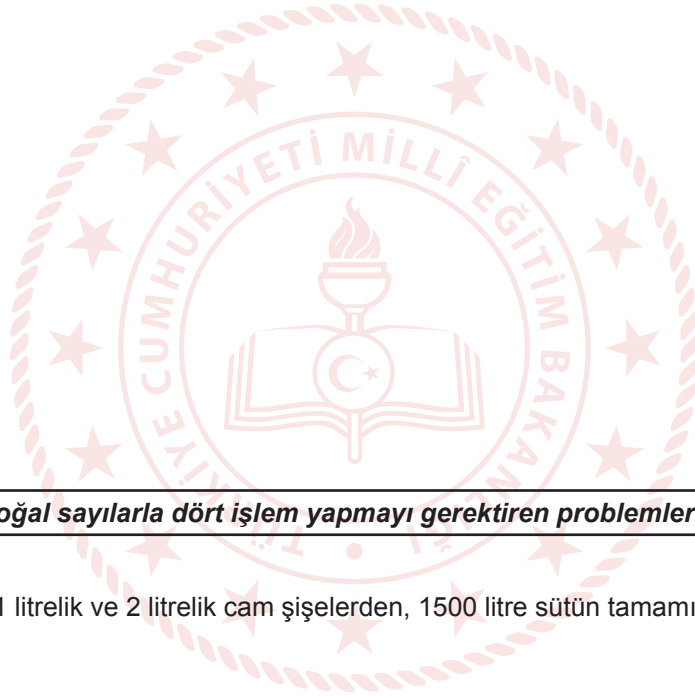 TÜRKİYE CUMHURİYETİ MİLLÎ EĞİTİM BAKANLIĞI
oğal sayılarla dört işlem yapmayı gerektiren problemler
1 litrelik ve 2 litrelik cam şişelerden, 1500 litre sütün tamamı